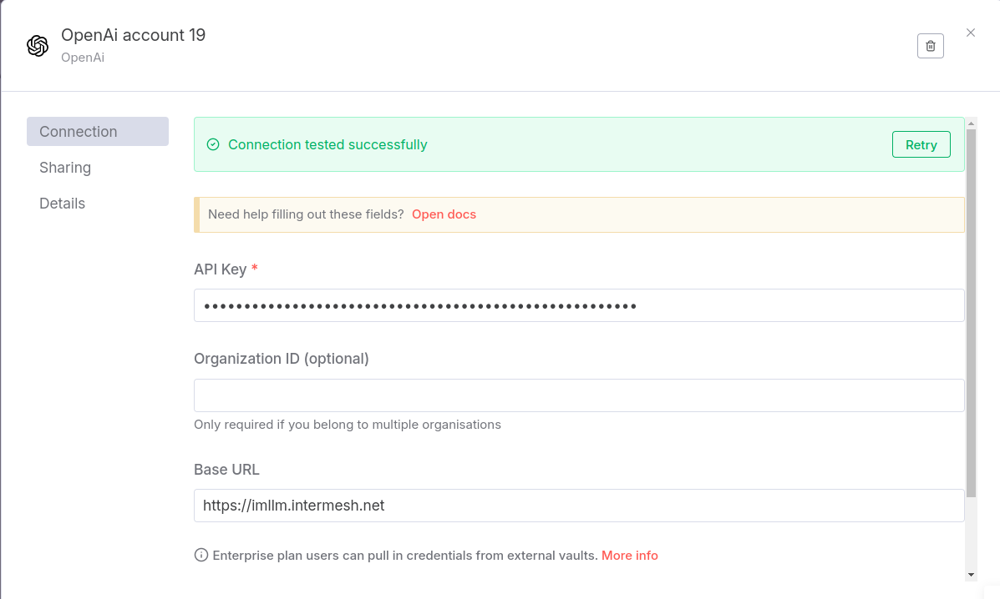 OpenAi account 19
OpenAi
Connection
Sharing
Details
Connection tested successfully
Retry
Need help filling out these fields? Open docs
API Key *
••••••••••••••••••••••••••••••••••••••••••••••••••••••
Organization ID (optional)
Only required if you belong to multiple organisations
Base URL
https://imllm.intermesh.net
Enterprise plan users can pull in credentials from external vaults. More info